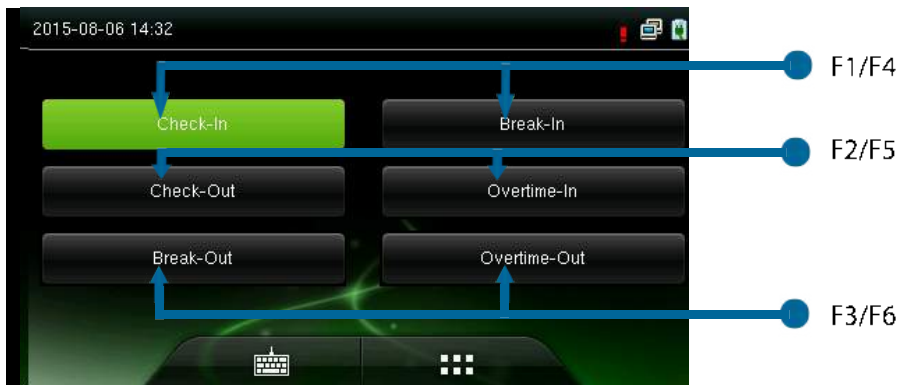 2015-08-06 14:32
F1/F4
Check-In
Break-In
F2/F5
Check-Out
Overtime-In
Break-Out
Overtime-Out
F3/F6